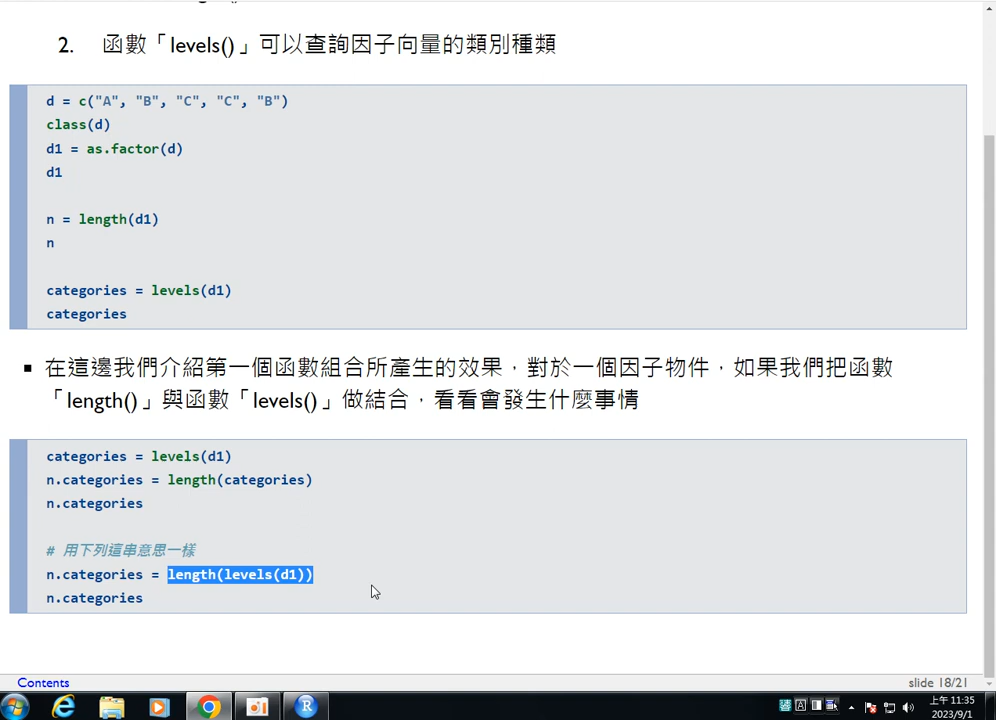 2. 函數「levels()」可以查詢因子向量的類別種類
d = c("A", "B", "C", "C", "B")
class(d)
d1 = as.factor(d)
d1
n = length(d1)
n
categories = levels(d1)
categories
▪ 在這邊我們介紹第一個函數組合所產生的效果，對於一個因子物件，如果我們把函數
「length()」與函數「levels()」做結合，看看會發生什麼事情
categories = levels(d1)
n.categories = length(categories)
n.categories
# 用下列這串意思一樣
n.categories = length(levels(d1))
n.categories
Contents
slide 18/21
上午 11:35
2023/9/1